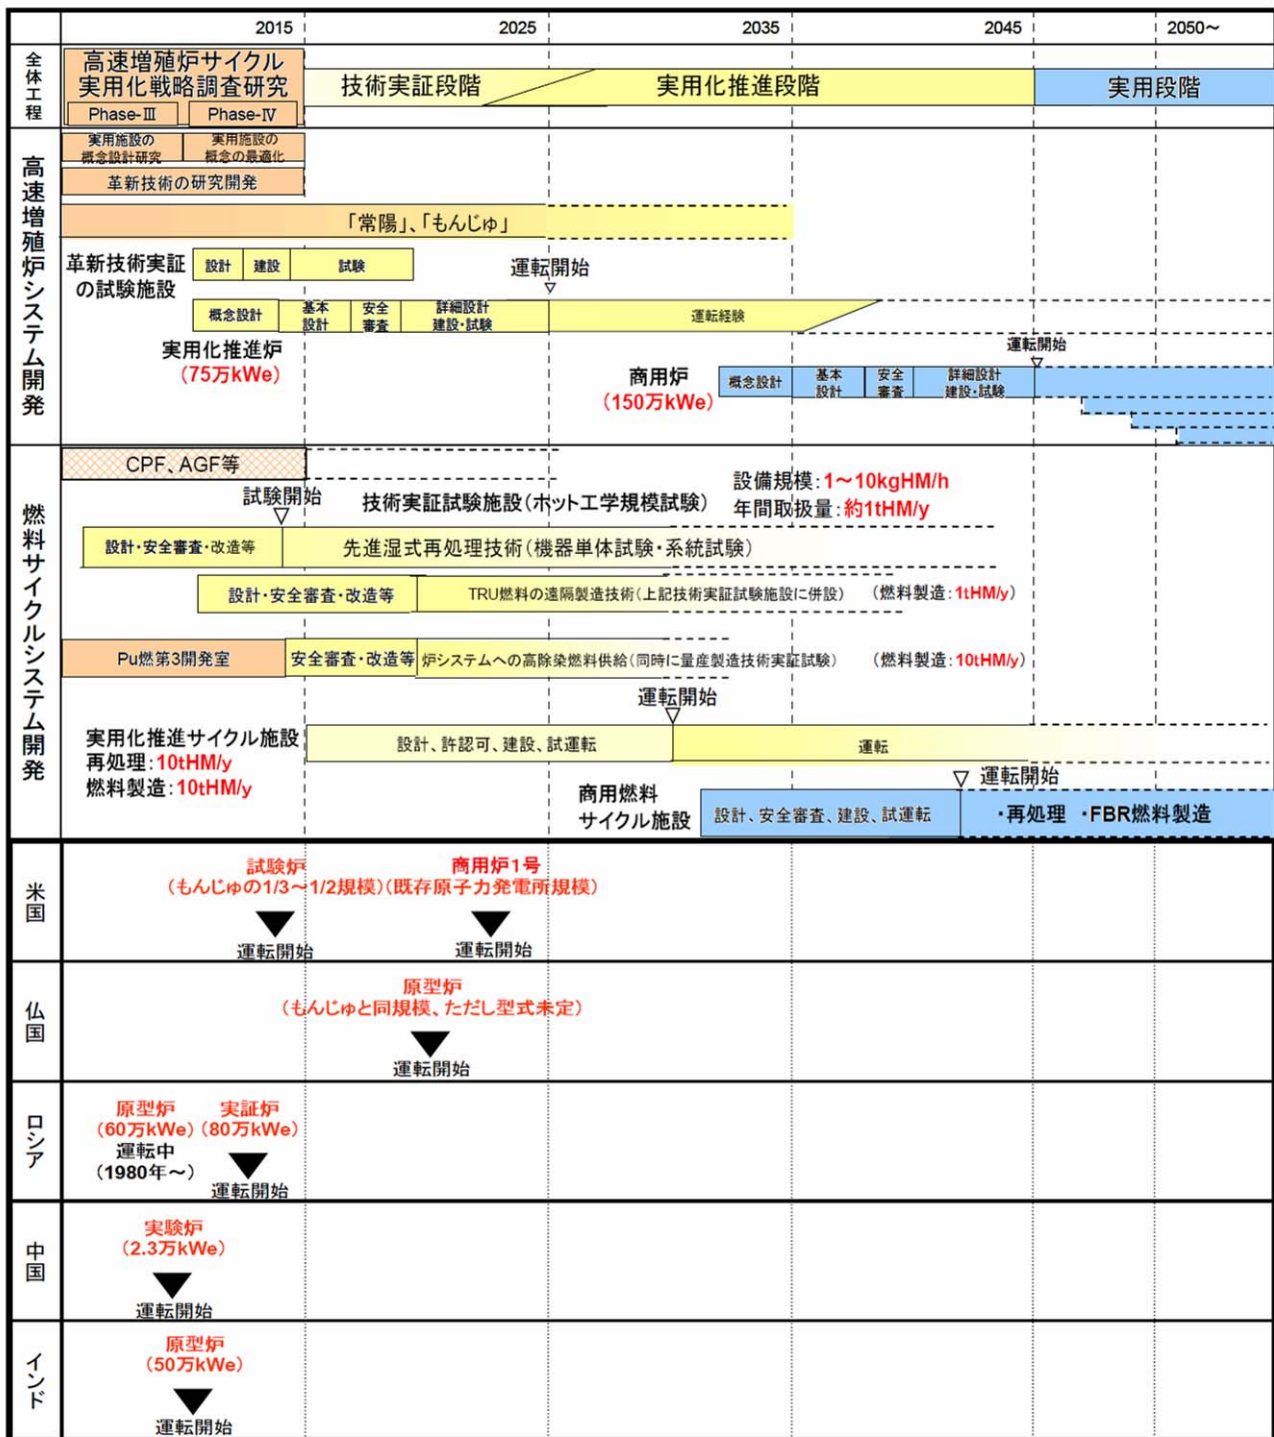 2015
2025
2035
2045
2050～
全体工程
高速増殖炉サイクル
実用化戦略調査研究
Phase-Ⅲ
Phase-Ⅳ
技術実証段階
実用化推進段階
実用段階
高速増殖炉システム開発
実用施設の
概念設計研究
実用施設の
概念の最適化
革新技術の研究開発
「常陽」、「もんじゅ」
革新技術実証
の試験施設
設計
建設
試験
運転開始
概念設計
基本
設計
安全
審査
詳細設計
建設・試験
運転経験
実用化推進炉
(75万kWe)
運転開始
商用炉
(150万kWe)
概念設計
基本
設計
安全
審査
詳細設計
建設・試験
燃料サイクルシステム開発
CPF、AGF等
試験開始
技術実証試験施設（ホット工学規模試験）
設備規模：1～10kgHM/h
年間取扱量：約1tHM/y
設計・安全審査・改造等
先進湿式再処理技術（機器単体試験・系統試験）
設計・安全審査・改造等
TRU燃料の遠隔製造技術（上記技術実証試験施設に併設）
（燃料製造：1tHM/y）
Pu燃第3開発室
安全審査・改造等
炉システムへの高除染燃料供給（同時に量産製造技術実証試験）
（燃料製造：10tHM/y）
運転開始
実用化推進サイクル施設
再処理：10tHM/y
燃料製造：10tHM/y
設計、許認可、建設、試運転
運転
運転開始
商用燃料
サイクル施設
設計、安全審査、建設、試運転
・再処理 ・FBR燃料製造
米国
試験炉
（もんじゅの1/3～1/2規模）
運転開始
商用炉1号
（既存原子力発電所規模）
運転開始
仏国
原型炉
（もんじゅと同規模、ただし型式未定）
運転開始
ロシア
原型炉
（60万kWe）
運転中
（1980年～）
実証炉
（80万kWe）
運転開始
中国
実験炉
（2.3万kWe）
運転開始
インド
原型炉
（50万kWe）
運転開始